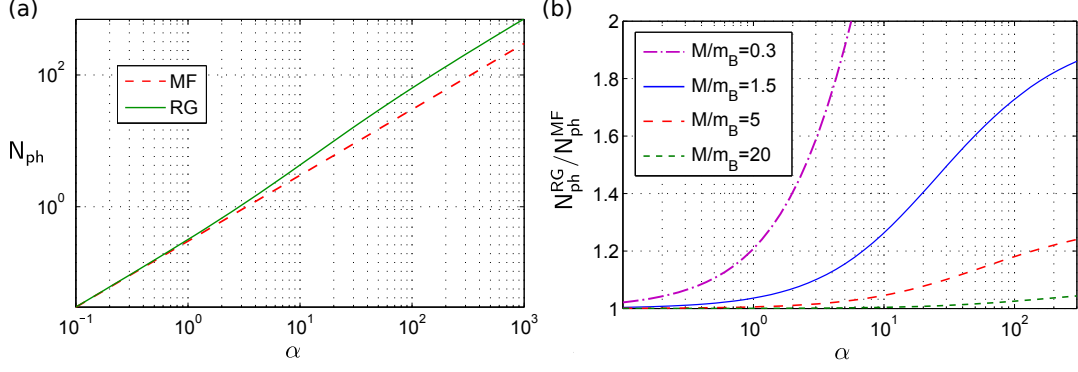 (a)
N_ph
10^2
10^0
MF
RG
10^-1
10^0
10^1
10^2
10^3
α
(b)
N_ph^RG / N_ph^MF
2
1.8
1.6
1.4
1.2
1
M/m_B=0.3
M/m_B=1.5
M/m_B=5
M/m_B=20
10^0
10^1
10^2
α